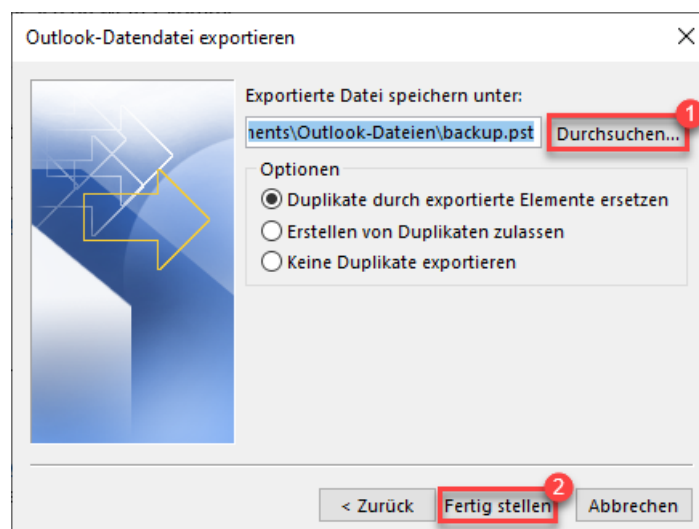 Outlook-Datendatei exportieren
Exportierte Datei speichern unter:
1
nents\Outlook-Dateien\backup.pst Durchsuchen...
Optionen
Duplikate durch exportierte Elemente ersetzen
Erstellen von Duplikaten zulassen
Keine Duplikate exportieren
2
< Zurück Fertig stellen Abbrechen